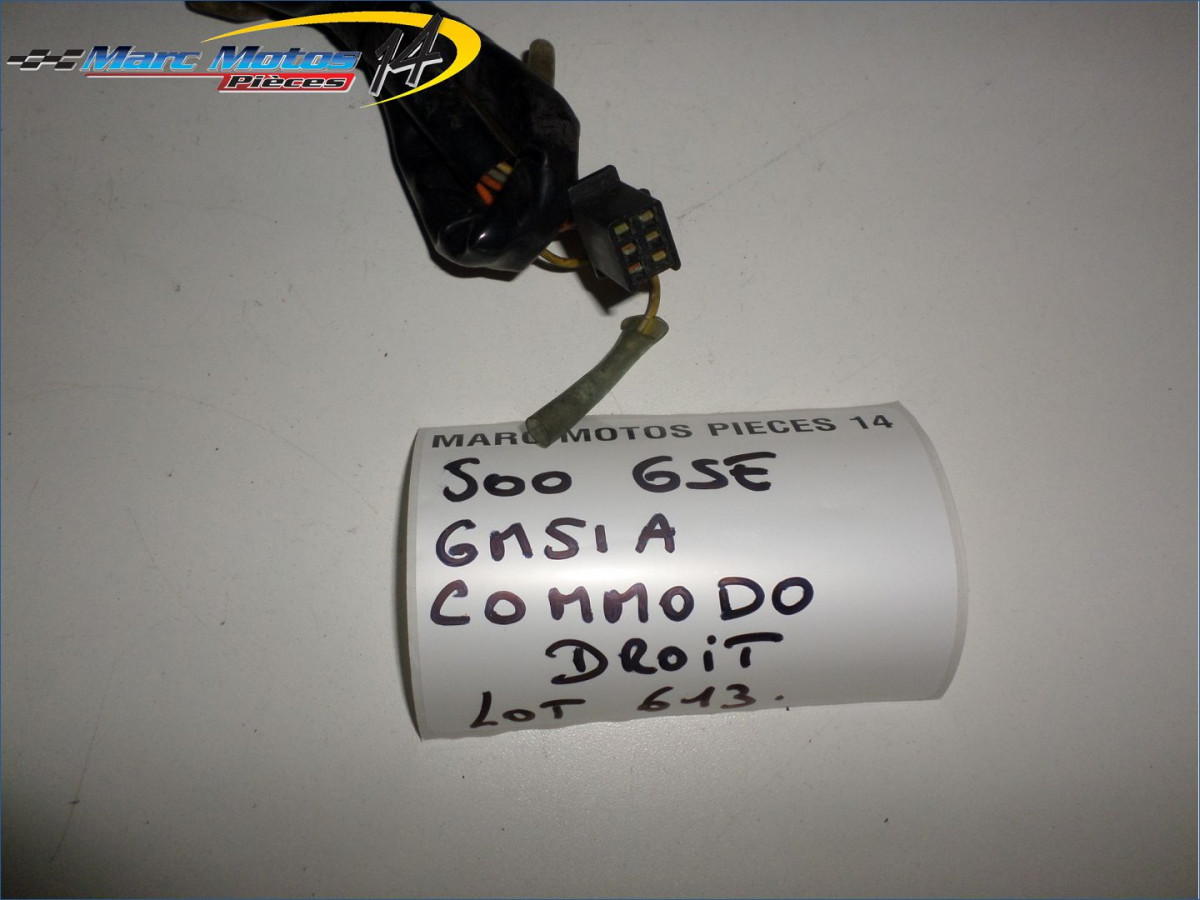 Marc Motos 14
Pièces
MARC MOTOS PIECES 14
500 GSE
GM51A
COMMODO
DROIT
LOT 613.